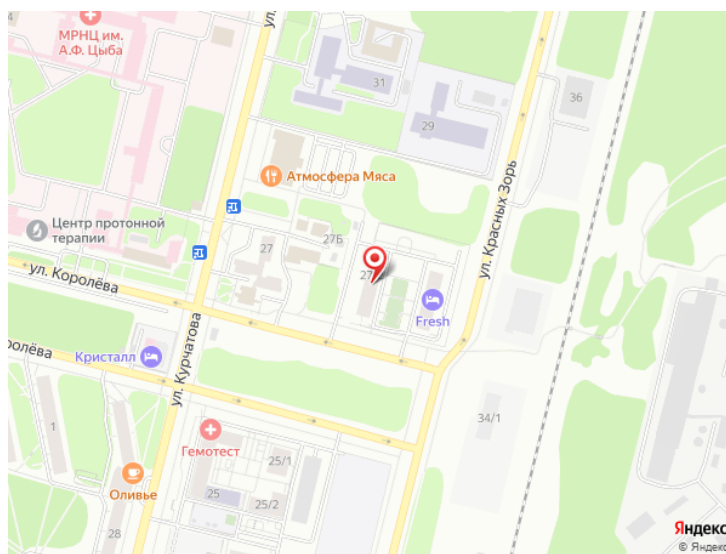 МРНЦ им.
А.Ф. Цыба
ул.
31
36
29
Атмосфера Мяса
ул. Красных Зорь
Центр протонной
терапии
27Б
27
27
ул. Королёва
Fresh
ул. Курчатова
Кристалл
ролёва
34/1
1
Гемотест
25/1
Оливье
25
25/2
28
Яндекс
© Яндекс